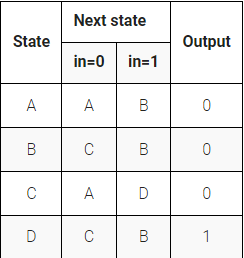 State Next state Output
in=0 in=1
A A B 0
B C B 0
C A D 0
D C B 1